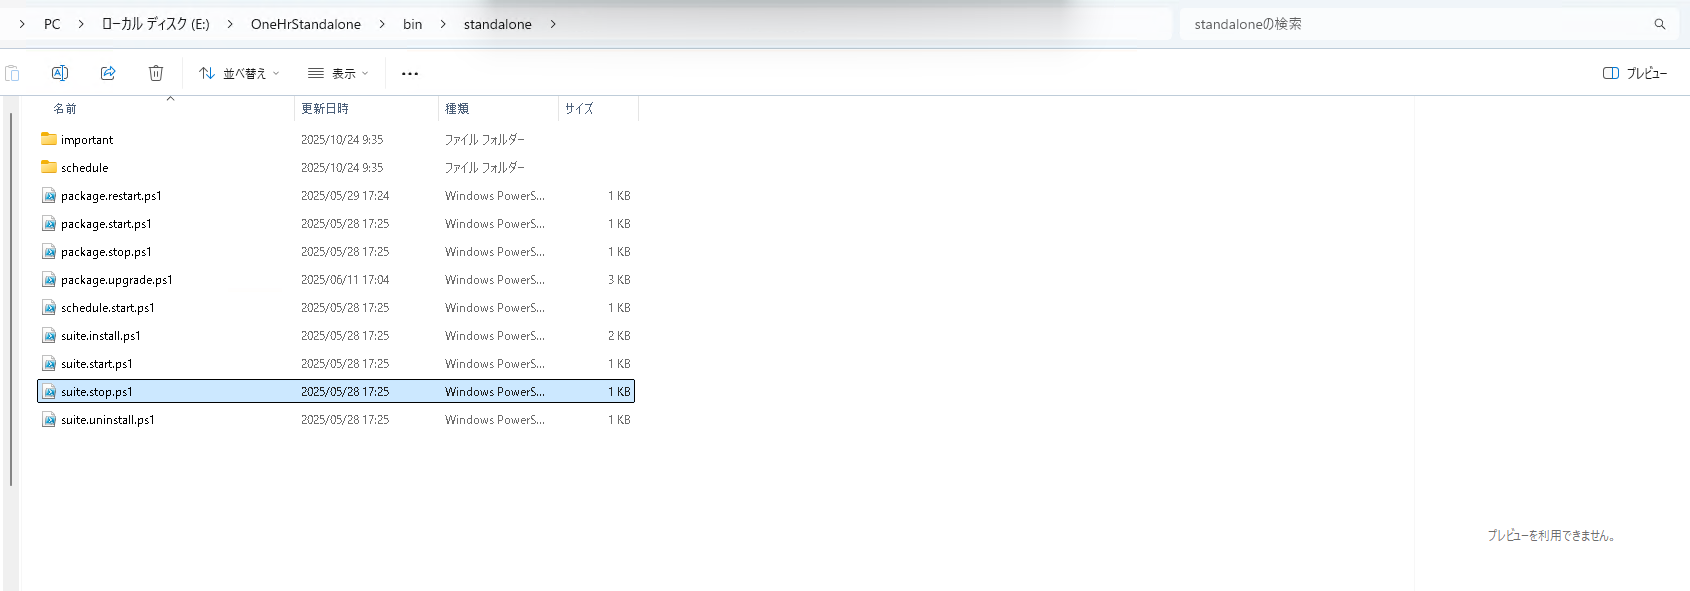 PC > ローカル ディスク (E:) > OneHrStandalone > bin > standalone >
standaloneの検索
並べ替え
表示
プレビュー
名前 更新日時 種類 サイズ
important 2025/10/24 9:35 ファイル フォルダー
schedule 2025/10/24 9:35 ファイル フォルダー
package.restart.ps1 2025/05/29 17:24 Windows PowerS... 1 KB
package.start.ps1 2025/05/28 17:25 Windows PowerS... 1 KB
package.stop.ps1 2025/05/28 17:25 Windows PowerS... 1 KB
package.upgrade.ps1 2025/06/11 17:04 Windows PowerS... 3 KB
schedule.start.ps1 2025/05/28 17:25 Windows PowerS... 1 KB
suite.install.ps1 2025/05/28 17:25 Windows PowerS... 2 KB
suite.start.ps1 2025/05/28 17:25 Windows PowerS... 1 KB
suite.stop.ps1 2025/05/28 17:25 Windows PowerS... 1 KB
suite.uninstall.ps1 2025/05/28 17:25 Windows PowerS... 1 KB
プレビューを利用できません。